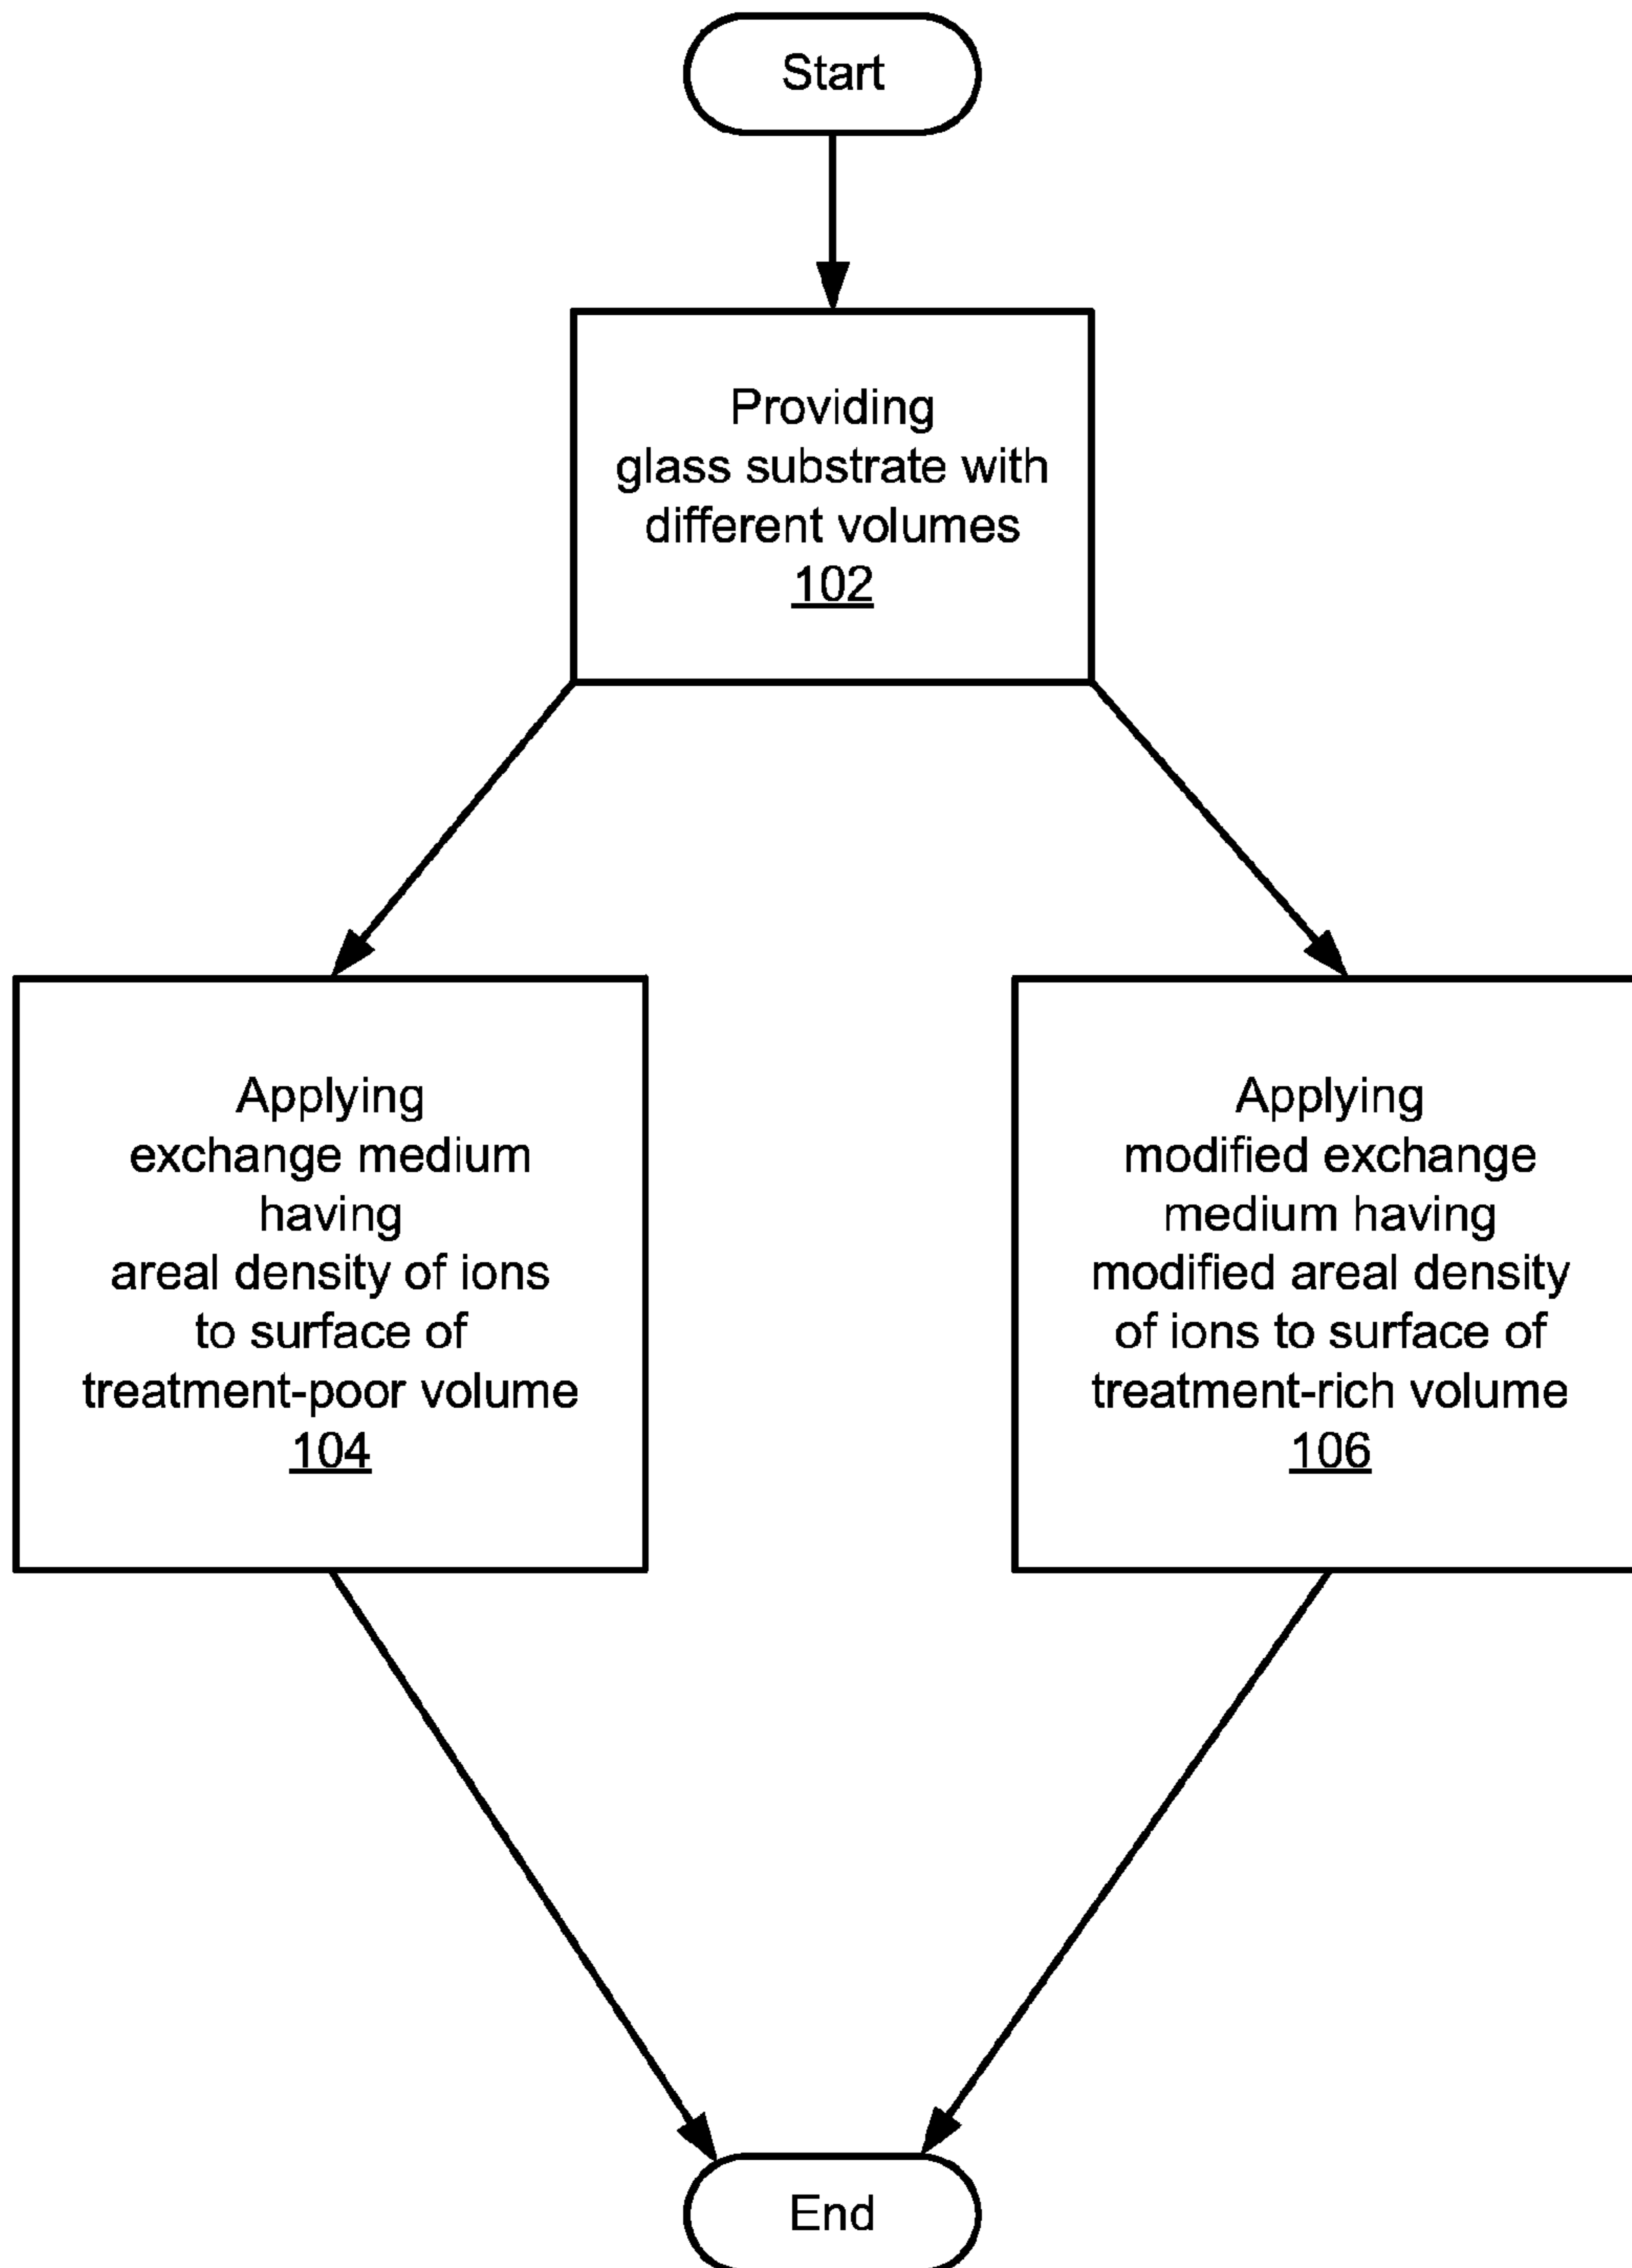 Start
Providing
glass substrate with
different volumes
102
Applying
exchange medium
having
areal density of ions
to surface of
treatment-poor volume
104
Applying
modified exchange
medium having
modified areal density
of ions to surface of
treatment-rich volume
106
End